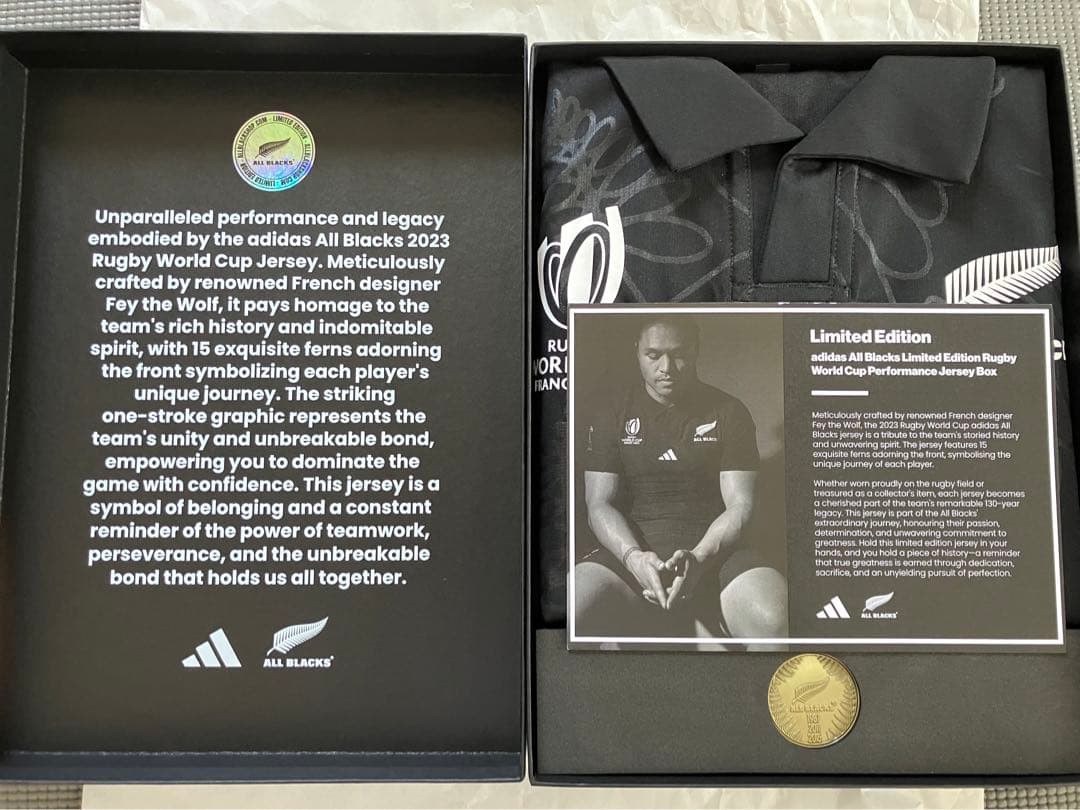 ALLBLACKSHOP.COM - LIMITED EDITION
ALL BLACKS
Unparalleled performance and legacy
embodied by the adidas All Blacks 2023
Rugby World Cup Jersey. Meticulously
crafted by renowned French designer
Fey the Wolf, it pays homage to the
team's rich history and indomitable
spirit, with 15 exquisite ferns adorning
the front symbolizing each player's
unique journey. The striking
one-stroke graphic represents the
team's unity and unbreakable bond,
empowering you to dominate the
game with confidence. This jersey is a
symbol of belonging and a constant
reminder of the power of teamwork,
perseverance, and the unbreakable
bond that holds us all together.
ALL BLACKS
RU
WORL
FRANC
Limited Edition
adidas All Blacks Limited Edition Rugby
World Cup Performance Jersey Box
Meticulously crafted by renowned French designer
Fey the Wolf, the 2023 Rugby World Cup adidas All
Blacks jersey is a tribute to the team's storied history
and unwavering spirit. The jersey features 15
exquisite ferns adorning the front, symbolising the
unique journey of each player.
Whether worn proudly on the rugby field or
treasured as a collector's item, each jersey becomes
a cherished part of the team's remarkable 130-year
legacy. This jersey is part of the All Blacks'
extraordinary journey, honouring their passion,
determination, and unwavering commitment to
greatness. Hold this limited edition jersey in your
hands, and you hold a piece of history—a reminder
that true greatness is earned through dedication,
sacrifice, and an unyielding pursuit of perfection.
ALL BLACKS
ALL BLACKS
ALL BLACKS
1987
2011
2015